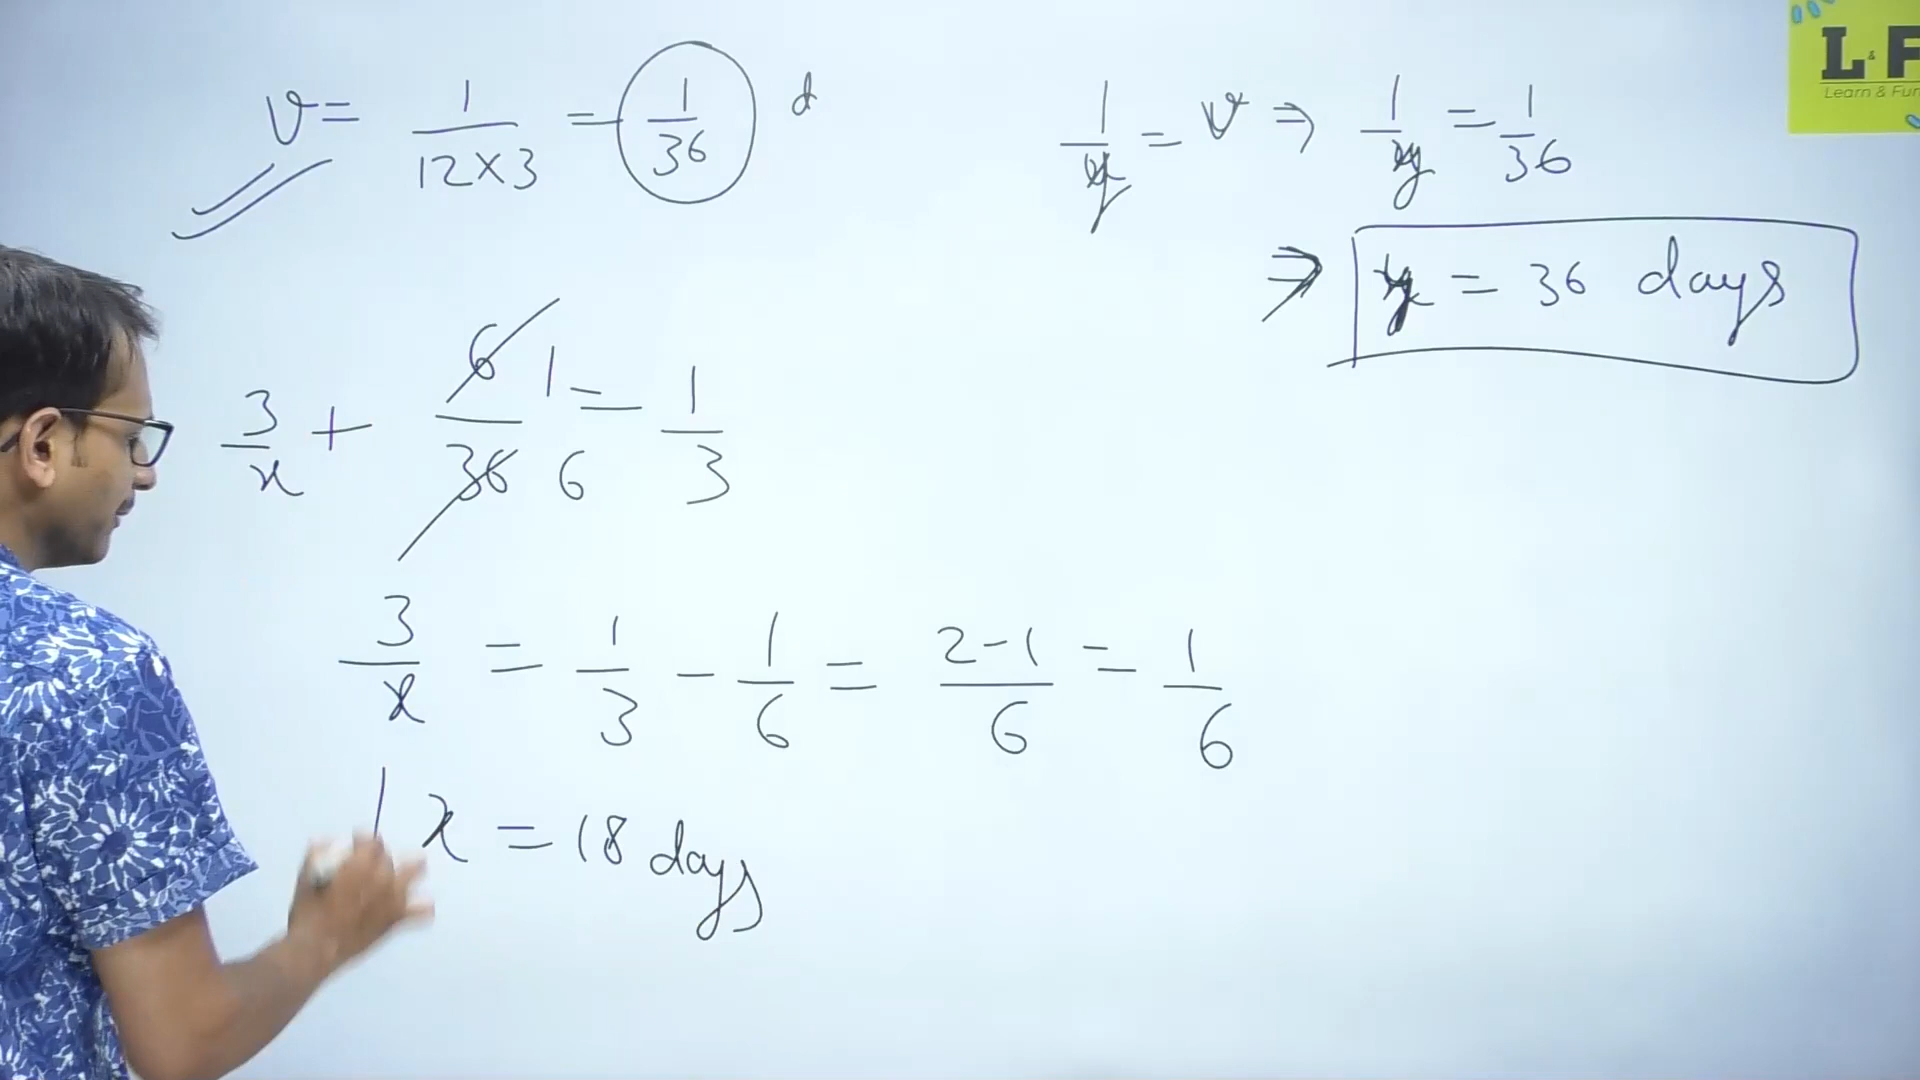 v = 1/(12×3) = 1/36 d
1/y = v ⇒ 1/y = 1/36
⇒ y = 36 days
3/x + 6/36 1/6 = 1/3
3/x = 1/3 - 1/6 = (2-1)/6 = 1/6
x = 18 days
L&F
Learn & Fun